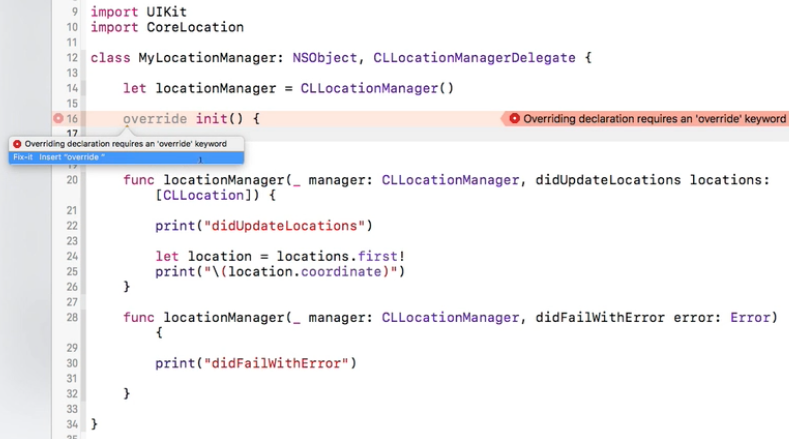 9 import UIKit
10 import CoreLocation
11
12 class MyLocationManager: NSObject, CLLocationManagerDelegate {
13
14 let locationManager = CLLocationManager()
15
16 override init() { Overriding declaration requires an 'override' keyword
17
Overriding declaration requires an 'override' keyword
Fix-it Insert "override "
19
20 func locationManager(_ manager: CLLocationManager, didUpdateLocations locations:
[CLLocation]) {
21
22 print("didUpdateLocations")
23
24 let location = locations.first!
25 print("\(location.coordinate)")
26 }
27
28 func locationManager(_ manager: CLLocationManager, didFailWithError error: Error)
{
29
30 print("didFailWithError")
31
32 }
33
34 }
35